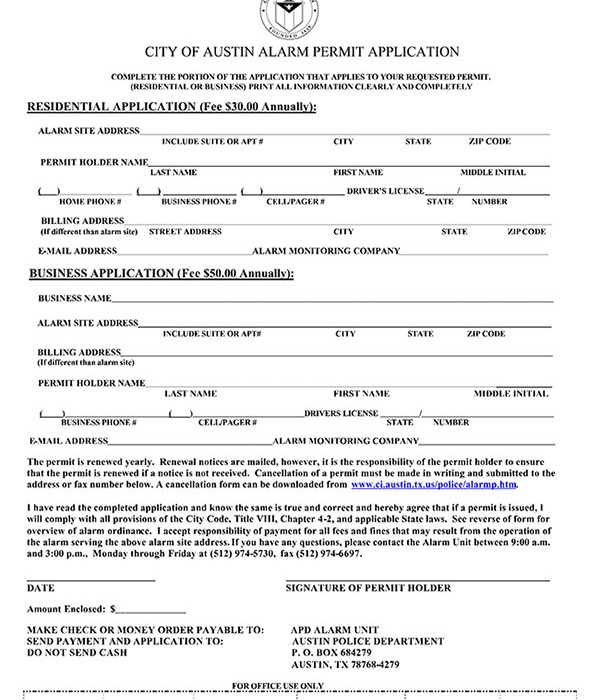 FOUNDED 1839
CITY OF AUSTIN ALARM PERMIT APPLICATION
COMPLETE THE PORTION OF THE APPLICATION THAT APPLIES TO YOUR REQUESTED PERMIT.
(RESIDENTIAL OR BUSINESS) PRINT ALL INFORMATION CLEARLY AND COMPLETELY
RESIDENTIAL APPLICATION (Fee $30.00 Annually):
ALARM SITE ADDRESS
INCLUDE SUITE OR APT # CITY STATE ZIP CODE
PERMIT HOLDER NAME
LAST NAME FIRST NAME MIDDLE INITIAL
( ) ( ) ( ) DRIVER'S LICENSE /
HOME PHONE # BUSINESS PHONE # CELL/PAGER # STATE NUMBER
BILLING ADDRESS
(If different than alarm site) STREET ADDRESS CITY STATE ZIP CODE
E-MAIL ADDRESS ALARM MONITORING COMPANY
BUSINESS APPLICATION (Fee $50.00 Annually):
BUSINESS NAME
ALARM SITE ADDRESS
INCLUDE SUITE OR APT# CITY STATE ZIP CODE
BILLING ADDRESS
(If different than alarm site)
PERMIT HOLDER NAME
LAST NAME FIRST NAME MIDDLE INITIAL
( ) ( ) DRIVERS LICENSE /
BUSINESS PHONE # CELL/PAGER # STATE NUMBER
E-MAIL ADDRESS ALARM MONITORING COMPANY
The permit is renewed yearly. Renewal notices are mailed, however, it is the responsibility of the permit holder to ensure
that the permit is renewed if a notice is not received. Cancellation of a permit must be made in writing and submitted to the
address or fax number below. A cancellation form can be downloaded from www.ci.austin.tx.us/police/alarmp.htm.
I have read the completed application and know the same is true and correct and hereby agree that if a permit is issued, I
will comply with all provisions of the City Code, Title VIII, Chapter 4-2, and applicable State laws. See reverse of form for
overview of alarm ordinance. I accept responsibility of payment for all fees and fines that may result from the operation of
the alarm serving the above alarm site address. If you have any questions, please contact the Alarm Unit between 9:00 a.m.
and 3:00 p.m., Monday through Friday at (512) 974-5730, fax (512) 974-6697.
DATE SIGNATURE OF PERMIT HOLDER
Amount Enclosed: $
MAKE CHECK OR MONEY ORDER PAYABLE TO: APD ALARM UNIT
SEND PAYMENT AND APPLICATION TO: AUSTIN POLICE DEPARTMENT
DO NOT SEND CASH P. O. BOX 684279
AUSTIN, TX 78768-4279
FOR OFFICE USE ONLY